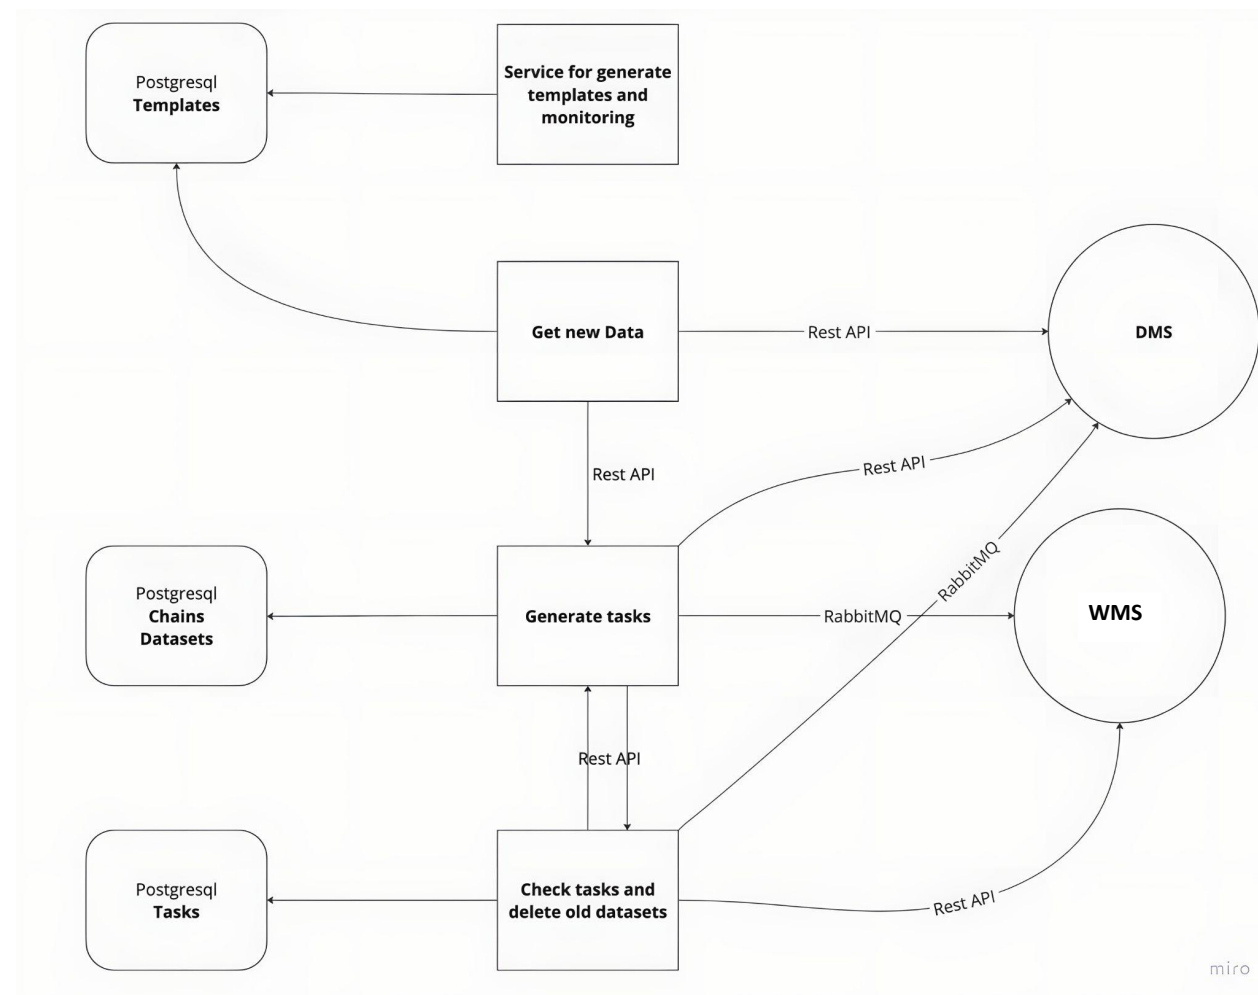 Postgresql
Templates
Service for generate
templates and
monitoring
Get new Data
Rest API
DMS
Rest API
Rest API
RabbitMQ
Postgresql
Chains
Datasets
Generate tasks
RabbitMQ
WMS
Rest API
Postgresql
Tasks
Check tasks and
delete old datasets
Rest API
miro